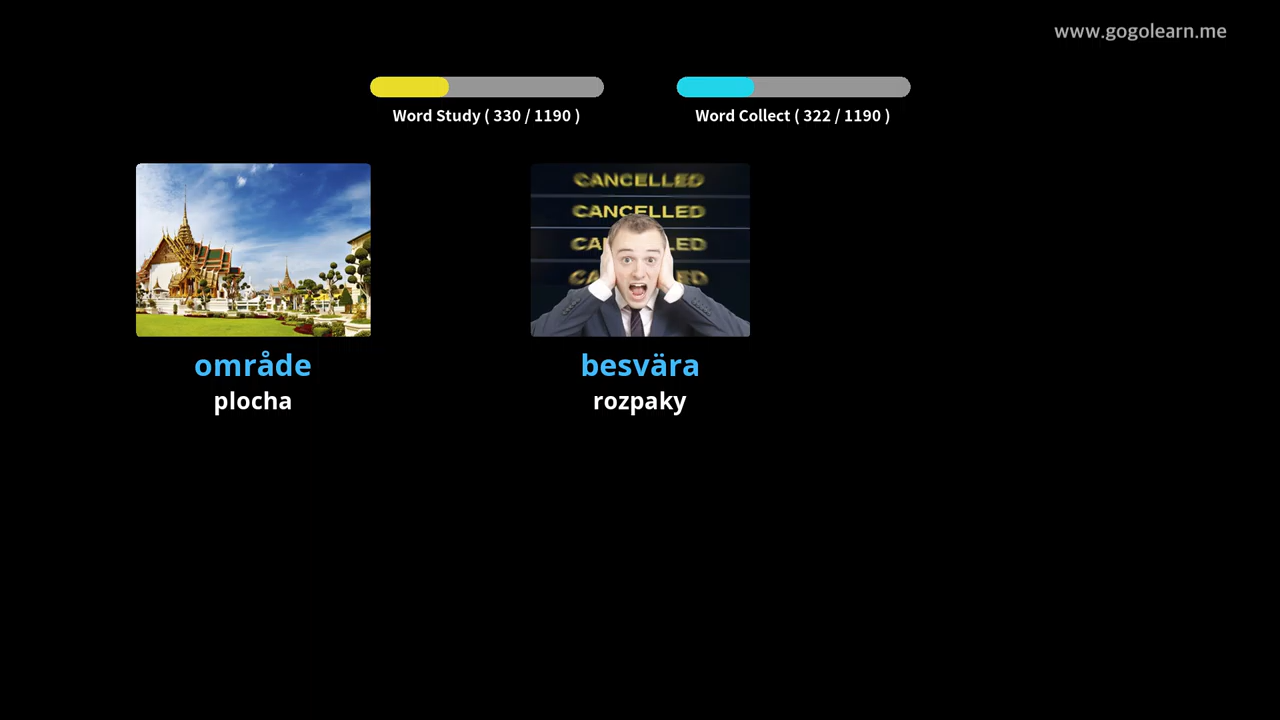 www.gogolearn.me
Word Study ( 330 / 1190 )
Word Collect ( 322 / 1190 )
CANCELLED
CANCELLED
område
plocha
besvära
rozpaky